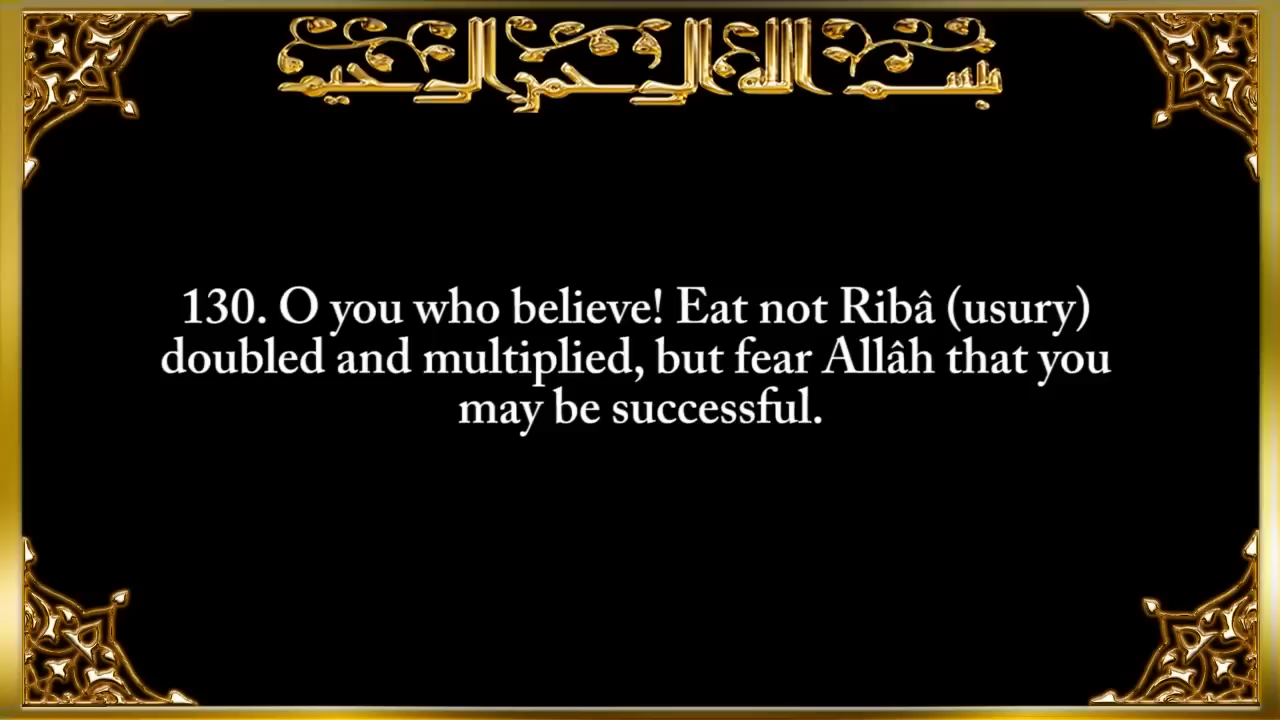 بسم الله الرحمن الرحيم
130. O you who believe! Eat not Ribâ (usury)
doubled and multiplied, but fear Allâh that you
may be successful.